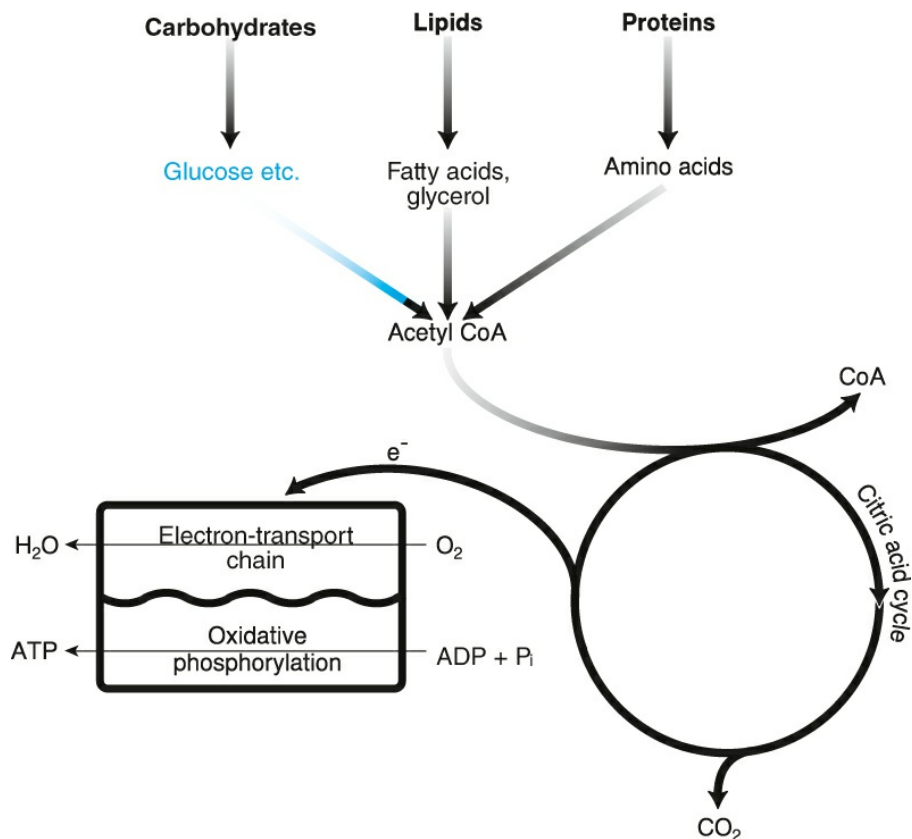 Carbohydrates
Lipids
Proteins
Glucose etc.
Fatty acids,
glycerol
Amino acids
Acetyl CoA
CoA
e⁻
Citric acid cycle
Electron-transport
chain
H₂O
O₂
Oxidative
phosphorylation
ATP
ADP + Pᵢ
CO₂